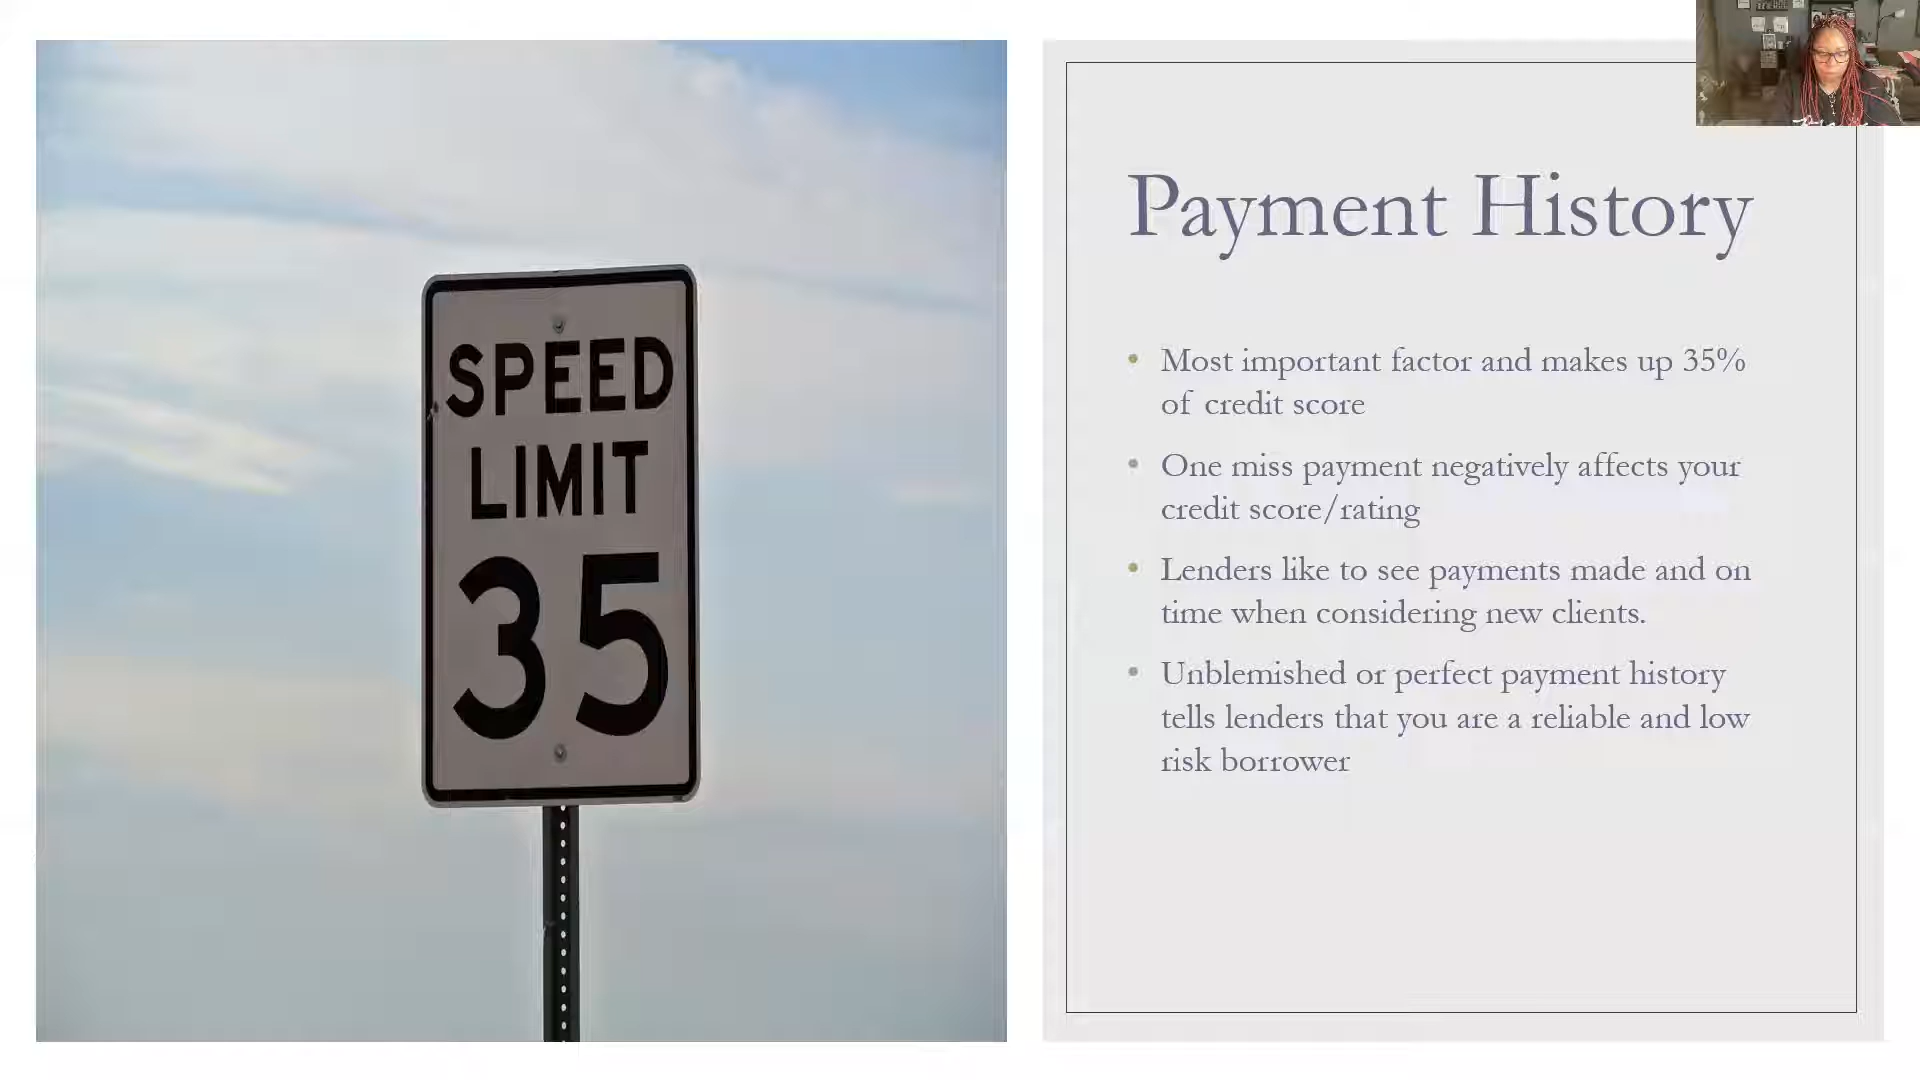 SPEED
LIMIT
35
Payment History
• Most important factor and makes up 35%
of credit score
• One miss payment negatively affects your
credit score/rating
• Lenders like to see payments made and on
time when considering new clients.
• Unblemished or perfect payment history
tells lenders that you are a reliable and low
risk borrower